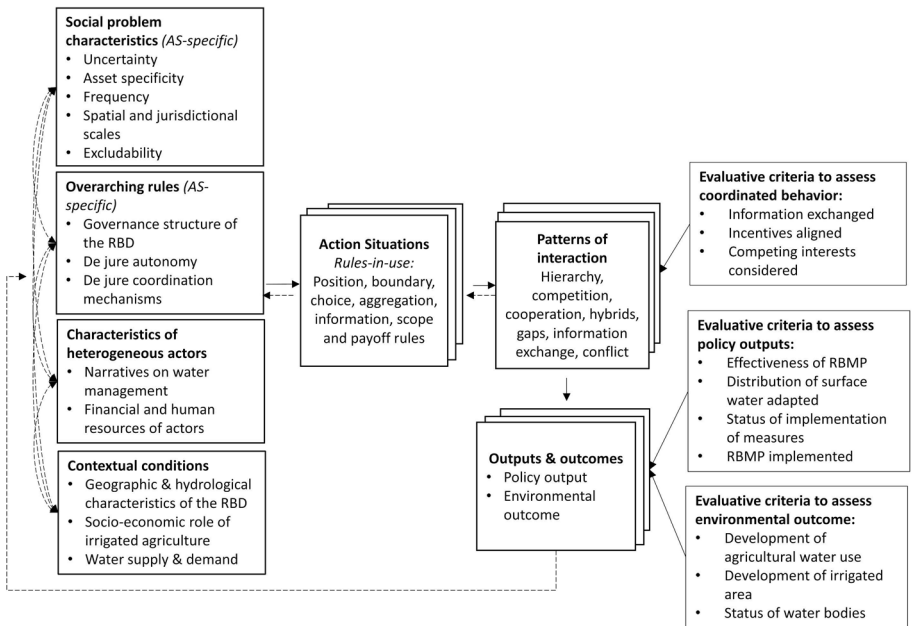 Social problem
characteristics (AS-specific)
• Uncertainty
• Asset specificity
• Frequency
• Spatial and jurisdictional
scales
• Excludability
Overarching rules (AS-
specific)
• Governance structure of
the RBD
• De jure autonomy
• De jure coordination
mechanisms
Characteristics of
heterogeneous actors
• Narratives on water
management
• Financial and human
resources of actors
Contextual conditions
• Geographic & hydrological
characteristics of the RBD
• Socio-economic role of
irrigated agriculture
• Water supply & demand
Action Situations
Rules-in-use:
Position, boundary,
choice, aggregation,
information, scope
and payoff rules
Patterns of
interaction
Hierarchy,
competition,
cooperation, hybrids,
gaps, information
exchange, conflict
Outputs & outcomes
• Policy output
• Environmental
outcome
Evaluative criteria to assess
coordinated behavior:
• Information exchanged
• Incentives aligned
• Competing interests
considered
Evaluative criteria to assess
policy outputs:
• Effectiveness of RBMP
• Distribution of surface
water adapted
• Status of implementation
of measures
• RBMP implemented
Evaluative criteria to assess
environmental outcome:
• Development of
agricultural water use
• Development of irrigated
area
• Status of water bodies